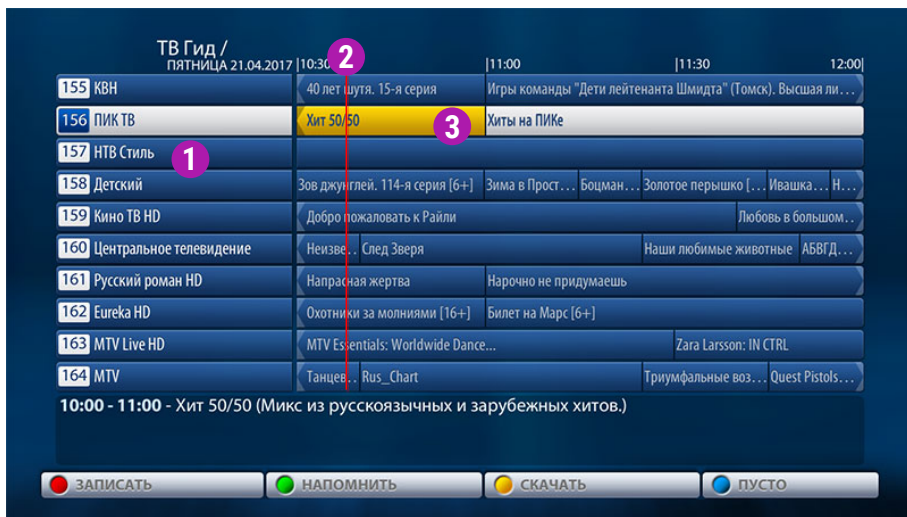 ТВ Гид /
ПЯТНИЦА 21.04.2017 |10:30 2 |11:00 |11:30 12:00|
155 КВН 40 лет шутя. 15-я серия Игры команды "Дети лейтенанта Шмидта" (Томск). Высшая ли...
156 ПИК ТВ Хит 50/50 3 Хиты на ПИКе
157 НТВ Стиль 1
158 Детский Зов джунглей. 114-я серия [6+] Зима в Прост... Боцман... Золотое перышко [... Ивашка... Н...
159 Кино ТВ HD Добро пожаловать к Райли Любовь в большом...
160 Центральное телевидение Неизве... След Зверя Наши любимые животные АБВГД...
161 Русский роман HD Напрасная жертва Нарочно не придумаешь
162 Eureka HD Охотники за молниями [16+] Билет на Марс [6+]
163 MTV Live HD MTV Essentials: Worldwide Dance... Zara Larsson: IN CTRL
164 MTV Танцев... Rus_Chart Триумфальные воз... Quest Pistols...
10:00 - 11:00 - Хит 50/50 (Микс из русскоязычных и зарубежных хитов.)
ЗАПИСАТЬ НАПОМНИТЬ СКАЧАТЬ ПУСТО